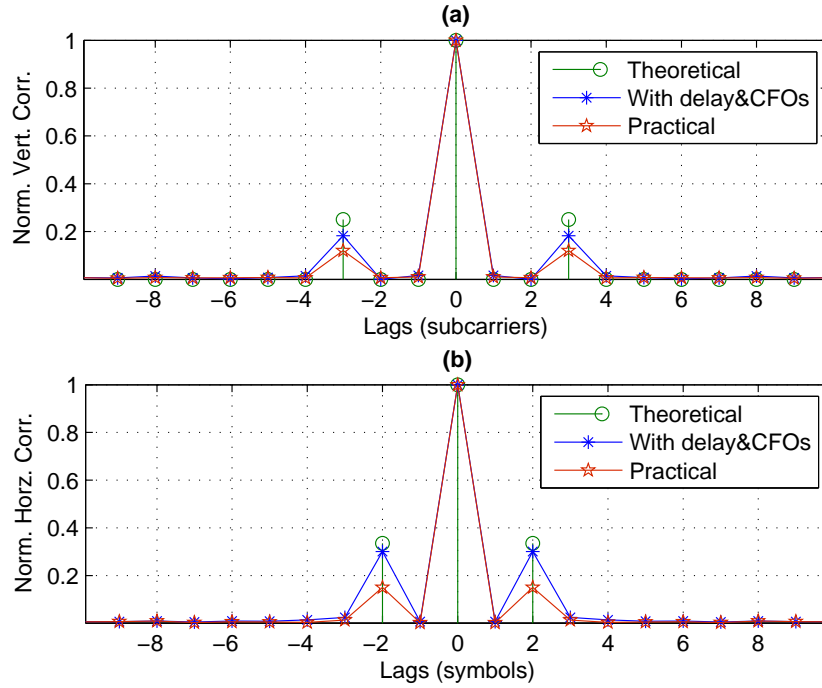 (a)
Norm. Vert. Corr.
1
0.8
0.6
0.4
0.2
Theoretical
With delay&CFOs
Practical
−8 −6 −4 −2 0 2 4 6 8
Lags (subcarriers)
(b)
Norm. Horz. Corr.
1
0.8
0.6
0.4
0.2
Theoretical
With delay&CFOs
Practical
−8 −6 −4 −2 0 2 4 6 8
Lags (symbols)